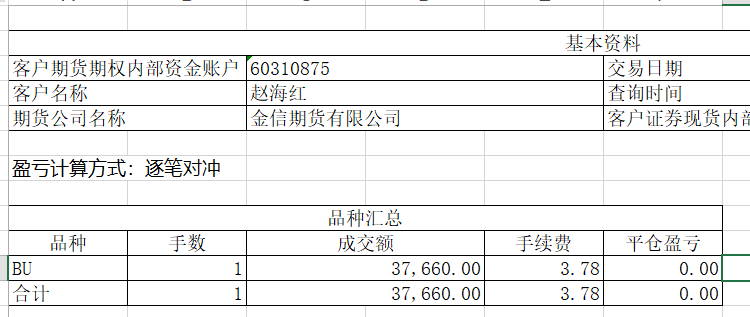 基本资料
客户期货期权内部资金账户 60310875 交易日期
客户名称 赵海红 查询时间
期货公司名称 金信期货有限公司 客户证券现货内部
盈亏计算方式：逐笔对冲
品种汇总
品种 手数 成交额 手续费 平仓盈亏
BU 1 37,660.00 3.78 0.00
合计 1 37,660.00 3.78 0.00